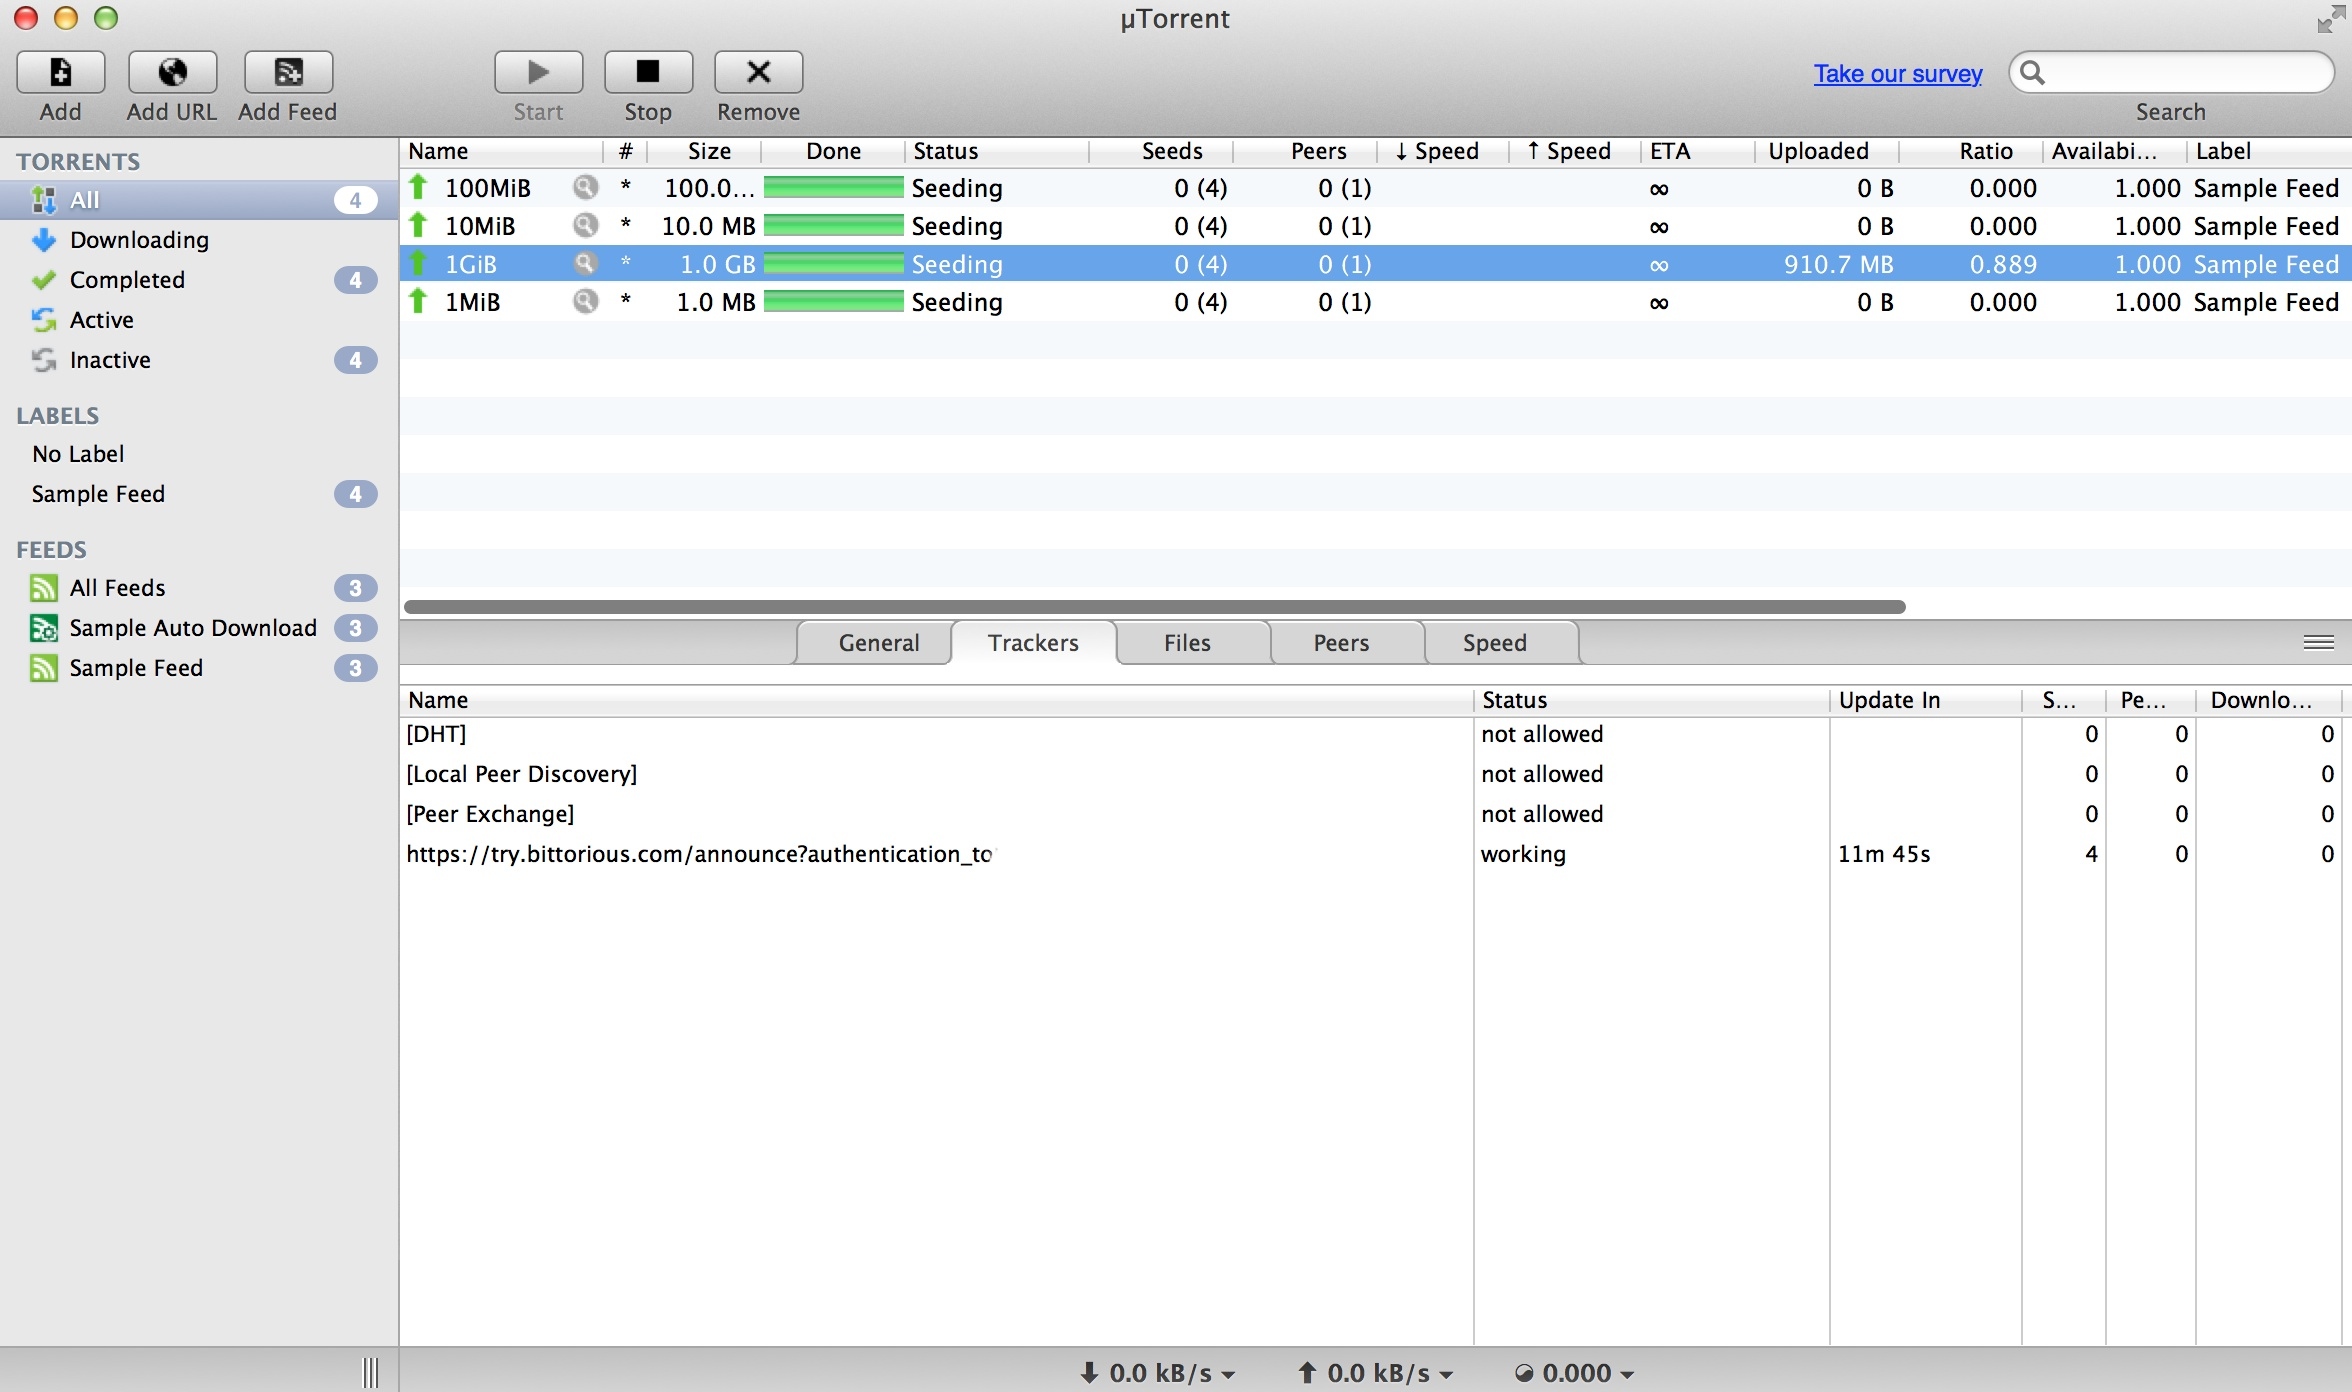 µTorrent
Add Add URL Add Feed Start Stop Remove Take our survey Search
TORRENTS
All 4
Downloading
Completed 4
Active
Inactive 4
LABELS
No Label
Sample Feed 4
FEEDS
All Feeds 3
Sample Auto Download 3
Sample Feed 3
Name # Size Done Status Seeds Peers ↓ Speed ↑ Speed ETA Uploaded Ratio Availabi... Label
100MiB * 100.0... Seeding 0 (4) 0 (1) ∞ 0 B 0.000 1.000 Sample Feed
10MiB * 10.0 MB Seeding 0 (4) 0 (1) ∞ 0 B 0.000 1.000 Sample Feed
1GiB * 1.0 GB Seeding 0 (4) 0 (1) ∞ 910.7 MB 0.889 1.000 Sample Feed
1MiB * 1.0 MB Seeding 0 (4) 0 (1) ∞ 0 B 0.000 1.000 Sample Feed
General Trackers Files Peers Speed
Name Status Update In S... Pe... Downlo...
[DHT] not allowed 0 0 0
[Local Peer Discovery] not allowed 0 0 0
[Peer Exchange] not allowed 0 0 0
https://try.bittorious.com/announce?authentication_to working 11m 45s 4 0 0
0.0 kB/s 0.0 kB/s 0.000